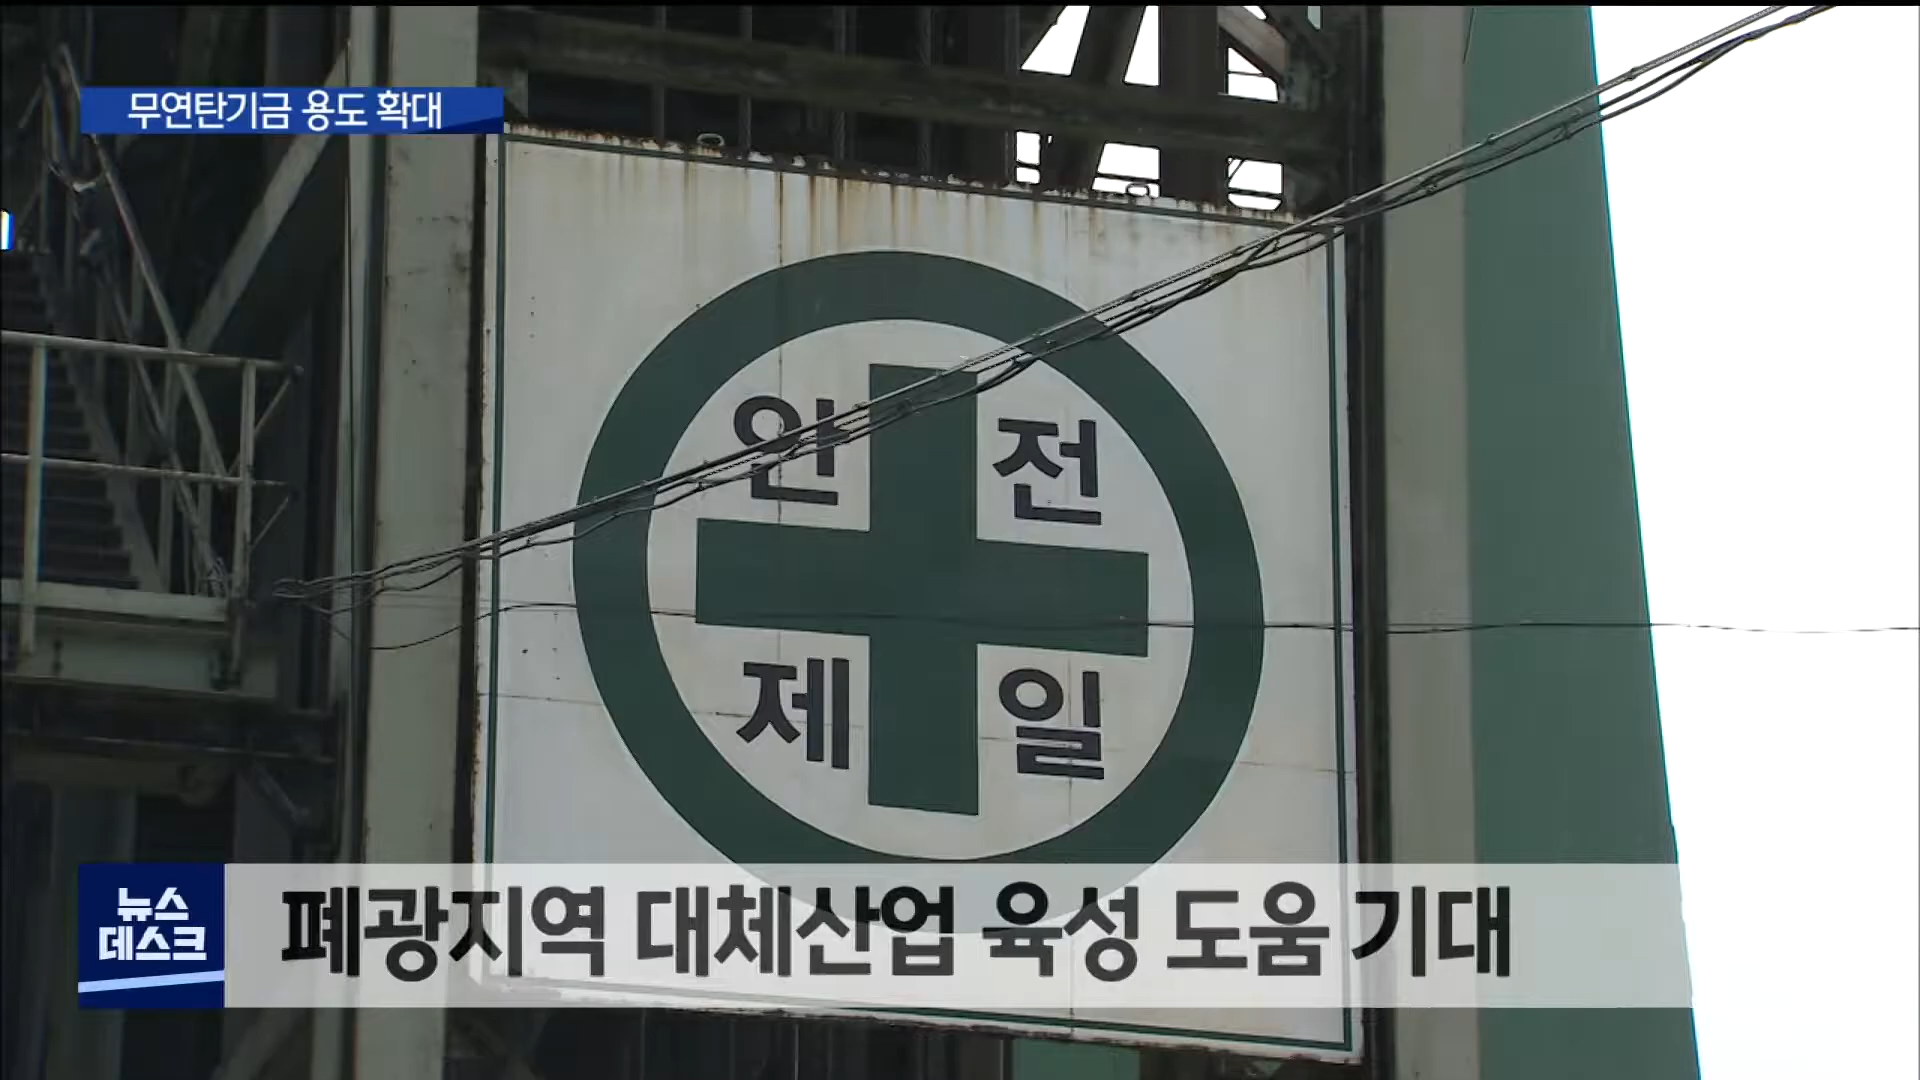 무연탄기금 용도 확대
안 전
제 일
뉴스
데스크
폐광지역 대체산업 육성 도움 기대